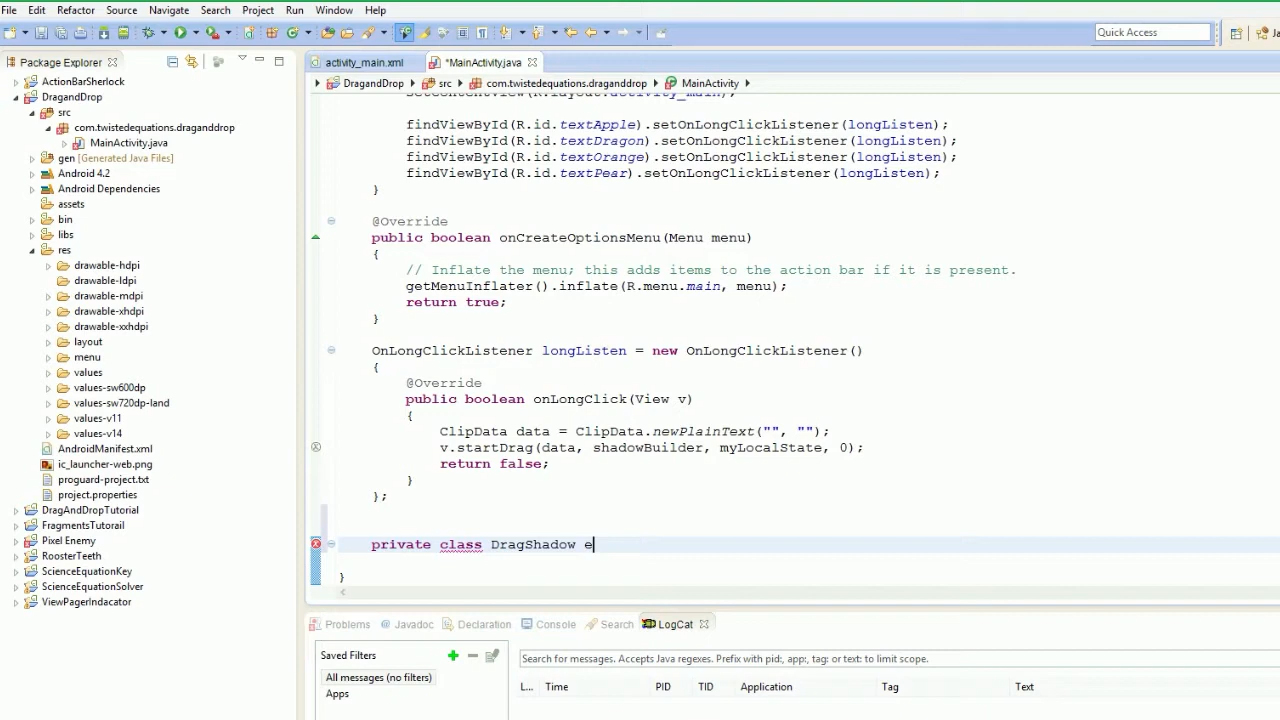 File Edit Refactor Source Navigate Search Project Run Window Help
Quick Access
Package Explorer
activity_main.xml *MainActivity.java
DragandDrop src com.twistedequations.draganddrop MainActivity
ActionBarSherlock
DragandDrop
src
com.twistedequations.draganddrop
MainActivity.java
gen [Generated Java Files]
Android 4.2
Android Dependencies
assets
bin
libs
res
drawable-hdpi
drawable-ldpi
drawable-mdpi
drawable-xhdpi
drawable-xxhdpi
layout
menu
values
values-sw600dp
values-sw720dp-land
values-v11
values-v14
AndroidManifest.xml
ic_launcher-web.png
proguard-project.txt
project.properties
DragAndDropTutorial
FragmentsTutorail
Pixel Enemy
RoosterTeeth
ScienceEquationKey
ScienceEquationSolver
ViewPagerIndacator
setContentView(R.layout.activity_main);
findViewById(R.id.textApple).setOnLongClickListener(longListen);
findViewById(R.id.textDragon).setOnLongClickListener(longListen);
findViewById(R.id.textOrange).setOnLongClickListener(longListen);
findViewById(R.id.textPear).setOnLongClickListener(longListen);
}
@Override
public boolean onCreateOptionsMenu(Menu menu)
{
// Inflate the menu; this adds items to the action bar if it is present.
getMenuInflater().inflate(R.menu.main, menu);
return true;
}
OnLongClickListener longListen = new OnLongClickListener()
{
@Override
public boolean onLongClick(View v)
{
ClipData data = ClipData.newPlainText("", "");
v.startDrag(data, shadowBuilder, myLocalState, 0);
return false;
}
};
private class DragShadow e
}
Problems Javadoc Declaration Console Search LogCat
Saved Filters
All messages (no filters)
Apps
Search for messages. Accepts Java regexes. Prefix with pid:, app:, tag: or text: to limit scope.
L... Time PID TID Application Tag Text